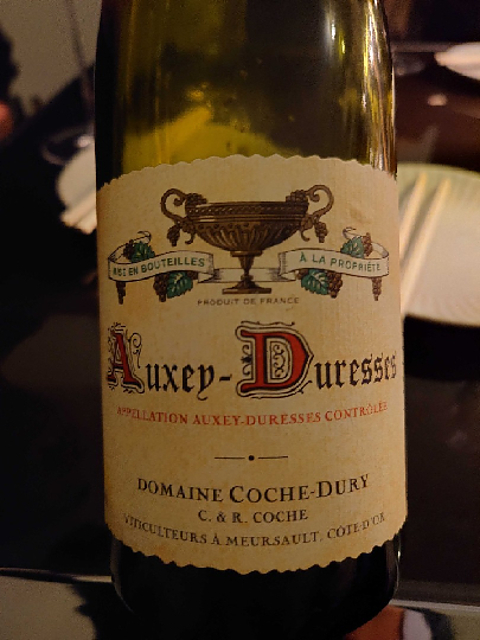 MIS EN BOUTEILLES À LA PROPRIÉTÉ
PRODUIT DE FRANCE
Auxey-Duresses
APPELLATION AUXEY-DURESSES CONTRÔLÉE
DOMAINE COCHE-DURY
C. & R. COCHE
VITICULTEURS À MEURSAULT, CÔTE-D'OR